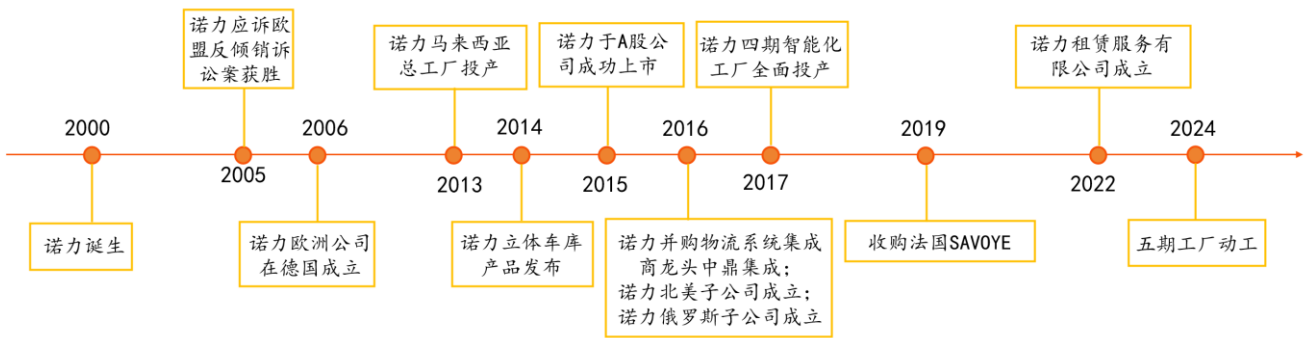 诺力应诉欧
盟反倾销诉
讼案获胜
诺力马来西亚
总工厂投产
诺力于A股公
司成功上市
诺力四期智能化
工厂全面投产
诺力租赁服务有
限公司成立
2000
2005
2006
2013
2014
2015
2016
2017
2019
2022
2024
诺力诞生
诺力欧洲公司
在德国成立
诺力立体车库
产品发布
诺力并购物流系统集成
商龙头中鼎集成；
诺力北美子公司成立；
诺力俄罗斯子公司成立
收购法国SAVOYE
五期工厂动工